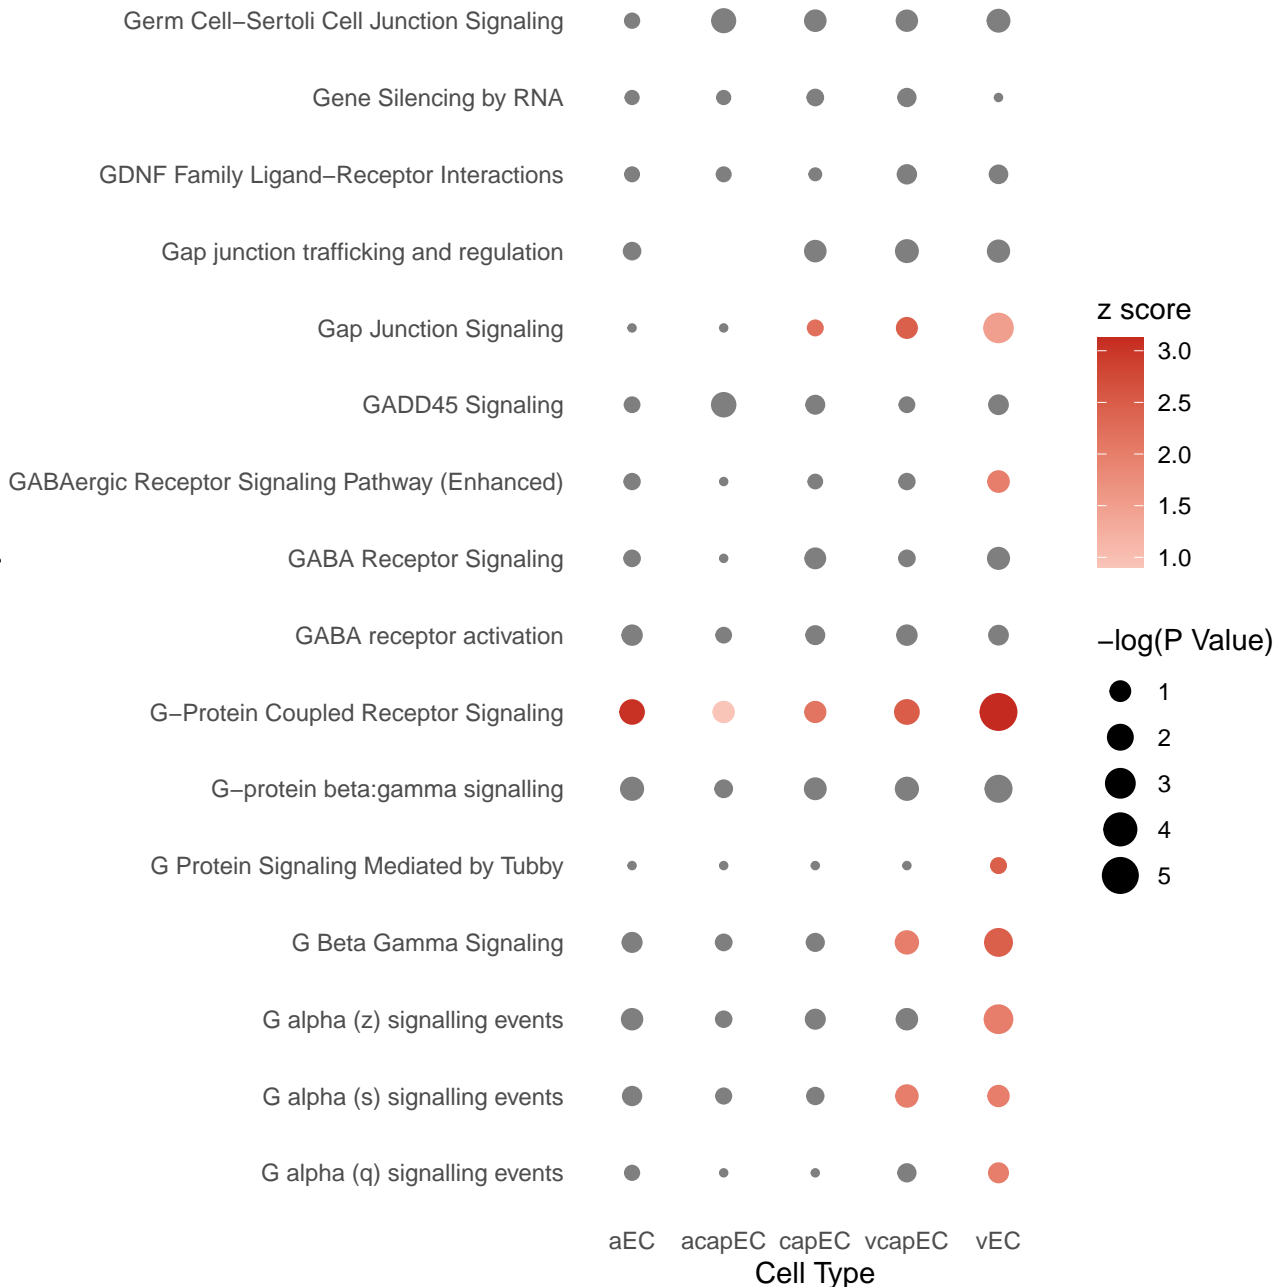 Germ Cell−Sertoli Cell Junction Signaling
Gene Silencing by RNA
GDNF Family Ligand−Receptor Interactions
Gap junction trafficking and regulation
Gap Junction Signaling
GADD45 Signaling
GABAergic Receptor Signaling Pathway (Enhanced)
GABA Receptor Signaling
GABA receptor activation
G−Protein Coupled Receptor Signaling
G−protein beta:gamma signalling
G Protein Signaling Mediated by Tubby
G Beta Gamma Signaling
G alpha (z) signalling events
G alpha (s) signalling events
G alpha (q) signalling events
aEC acapEC capEC vcapEC vEC
Cell Type
z score
3.0
2.5
2.0
1.5
1.0
−log(P Value)
1
2
3
4
5